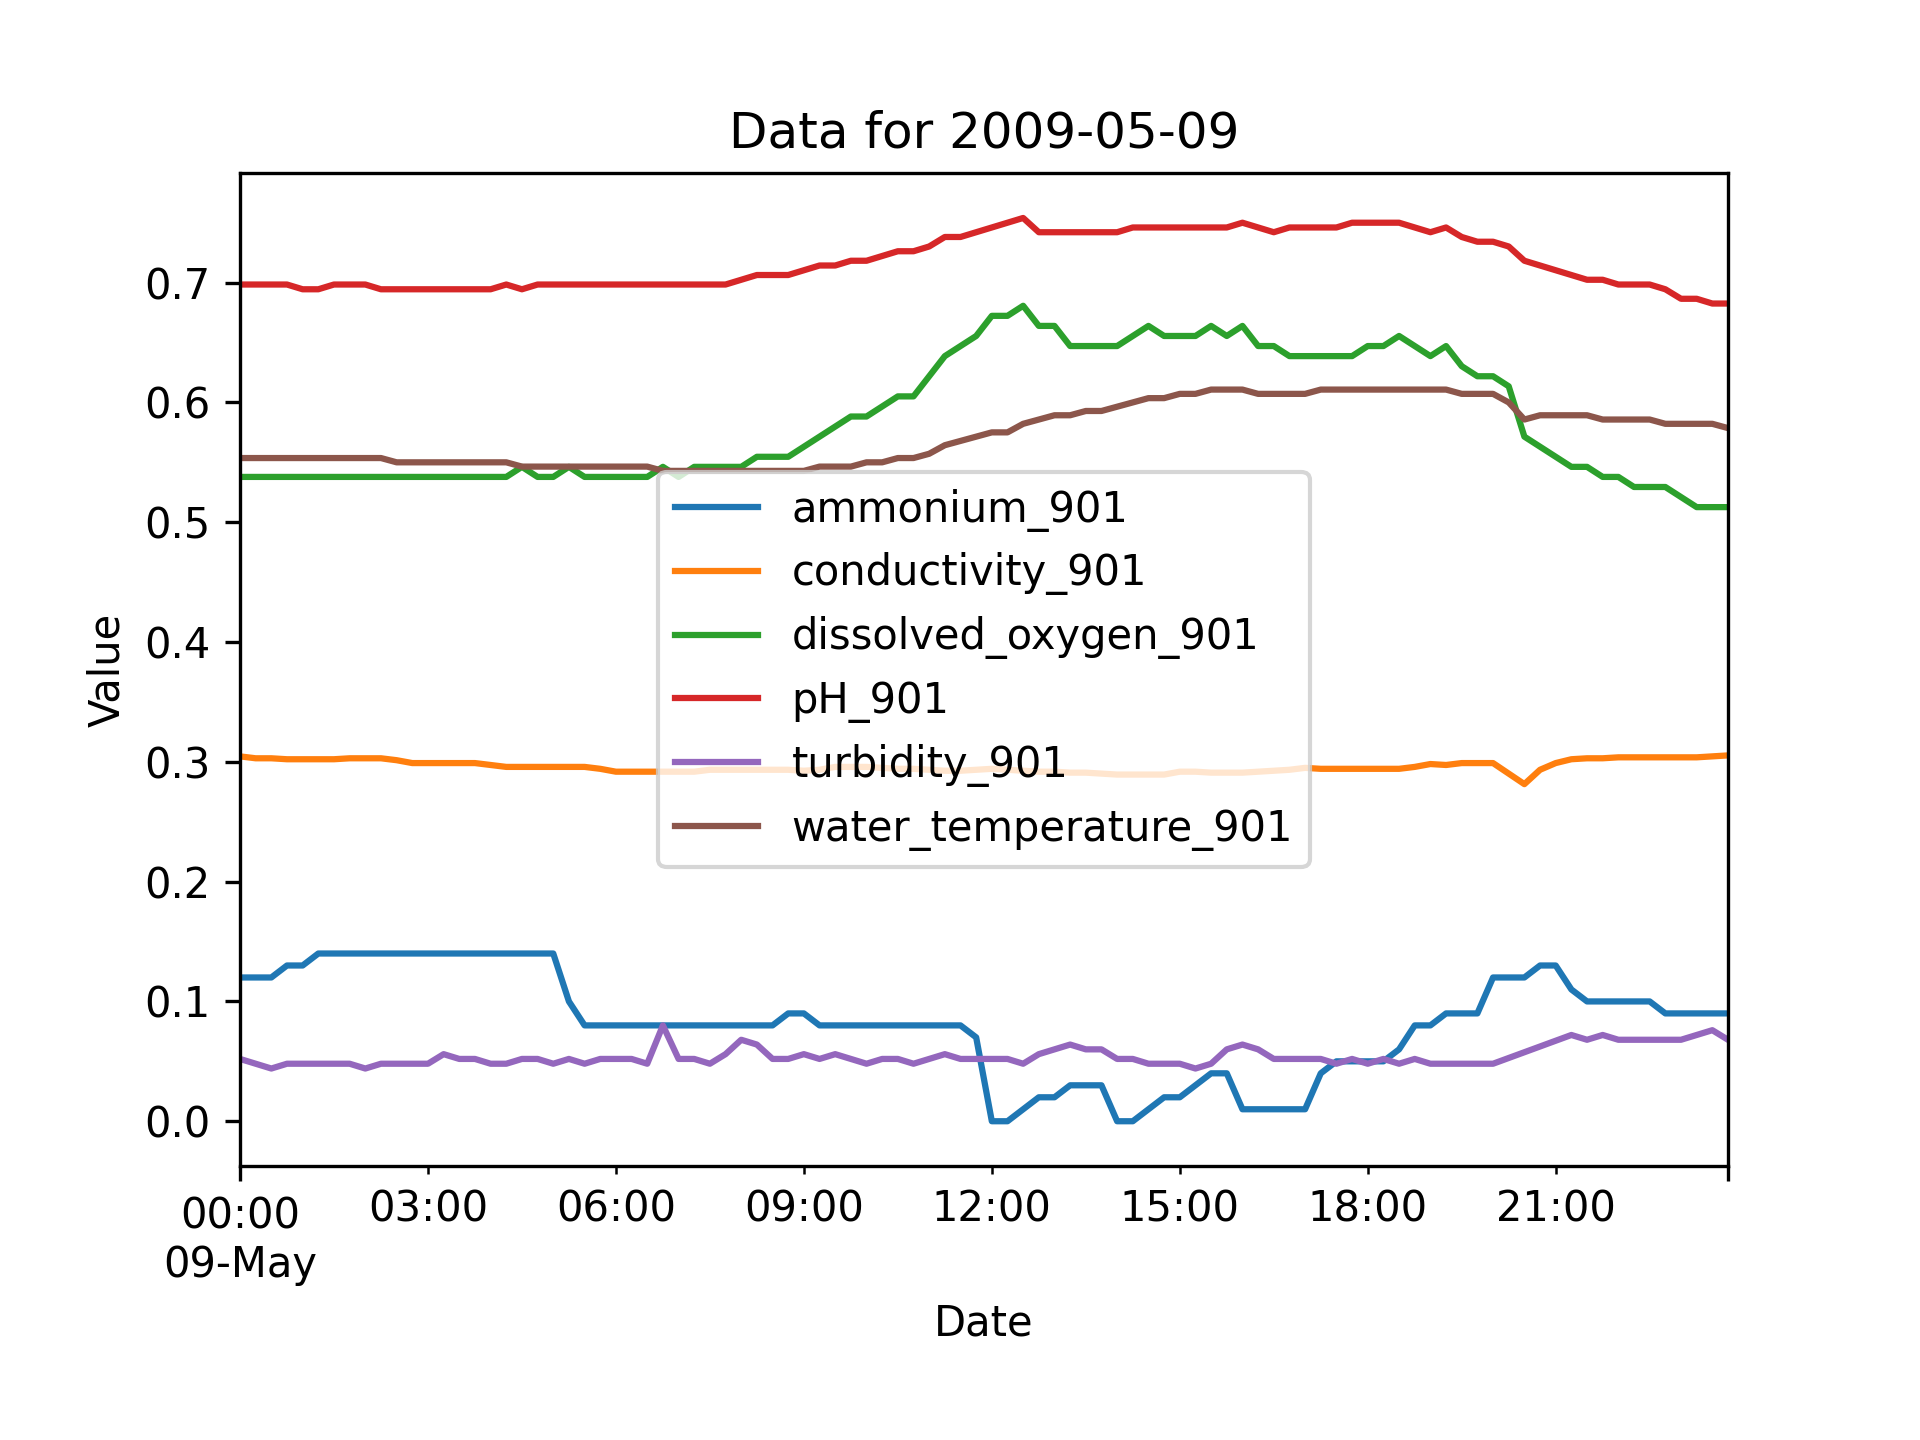 Data for 2009-05-09
Value
0.7
0.6
0.5
0.4
0.3
0.2
0.1
0.0
ammonium_901
conductivity_901
dissolved_oxygen_901
pH_901
turbidity_901
water_temperature_901
00:00 03:00 06:00 09:00 12:00 15:00 18:00 21:00
09-May
Date